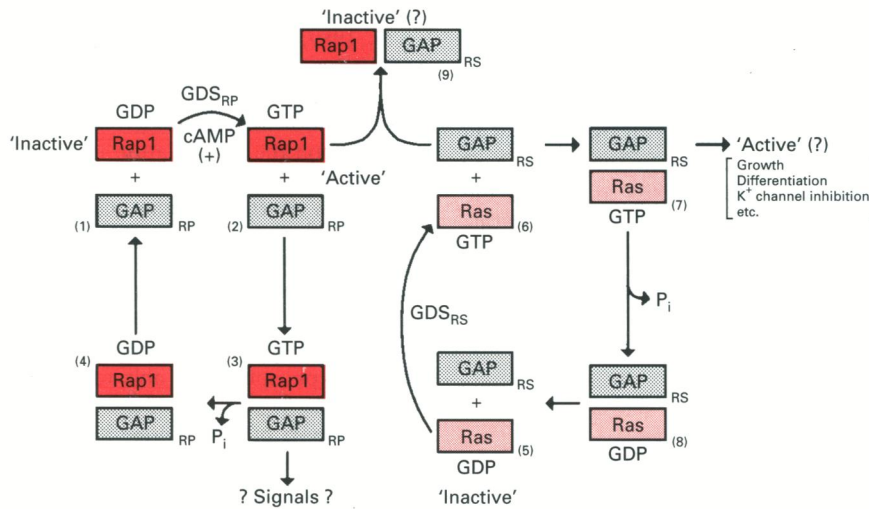 'Inactive' (?)
Rap1 GAP RS
(9)
GDP GDS RP GTP
'Inactive' Rap1 cAMP Rap1 GAP RS GAP RS 'Active' (?)
(+)
+ + 'Active' + Ras Growth
Differentiation
K+ channel inhibition
etc.
(1) GAP RP (2) GAP RP Ras (6) GTP (7)
GTP
GDS RS Pi
(4) GDP (3) GTP
Rap1 Rap1 GAP RS GAP RS
GAP RP Pi GAP RP + Ras (5) Ras (8)
GDP GDP
? Signals ? 'Inactive'